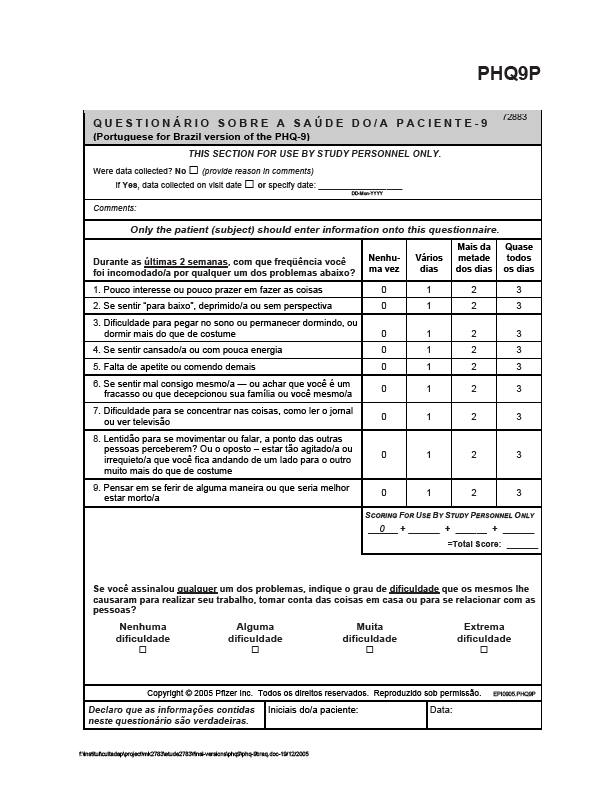 PHQ9P
QUESTIONÁRIO SOBRE A SAÚDE DO/A PACIENTE-9
72883
(Portuguese for Brazil version of the PHQ-9)
THIS SECTION FOR USE BY STUDY PERSONNEL ONLY.
Were data collected? No ☐ (provide reason in comments)
If Yes, data collected on visit date ☐ or specify date: ____________________
DD-Mon-YYYY
Comments:
Only the patient (subject) should enter information onto this questionnaire.
Durante as últimas 2 semanas, com que freqüência você
foi incomodado/a por qualquer um dos problemas abaixo?
Nenhu-
ma vez
Vários
dias
Mais da
metade
dos dias
Quase
todos
os dias
1. Pouco interesse ou pouco prazer em fazer as coisas 0 1 2 3
2. Se sentir “para baixo”, deprimido/a ou sem perspectiva 0 1 2 3
3. Dificuldade para pegar no sono ou permanecer dormindo, ou
dormir mais do que de costume 0 1 2 3
4. Se sentir cansado/a ou com pouca energia 0 1 2 3
5. Falta de apetite ou comendo demais 0 1 2 3
6. Se sentir mal consigo mesmo/a — ou achar que você é um
fracasso ou que decepcionou sua família ou você mesmo/a 0 1 2 3
7. Dificuldade para se concentrar nas coisas, como ler o jornal
ou ver televisão 0 1 2 3
8. Lentidão para se movimentar ou falar, a ponto das outras
pessoas perceberem? Ou o oposto – estar tão agitado/a ou
irrequieto/a que você fica andando de um lado para o outro
muito mais do que de costume 0 1 2 3
9. Pensar em se ferir de alguma maneira ou que seria melhor
estar morto/a 0 1 2 3
SCORING FOR USE BY STUDY PERSONNEL ONLY
__0__ + ______ + ______ + ______
=Total Score: ______
Se você assinalou qualquer um dos problemas, indique o grau de dificuldade que os mesmos lhe
causaram para realizar seu trabalho, tomar conta das coisas em casa ou para se relacionar com as
pessoas?
Nenhuma
dificuldade
☐
Alguma
dificuldade
☐
Muita
dificuldade
☐
Extrema
dificuldade
☐
Copyright © 2005 Pfizer Inc. Todos os direitos reservados. Reproduzido sob permissão. EPI0905.PHQ9P
Declaro que as informações contidas
neste questionário são verdadeiras.
Iniciais do/a paciente:
Data: